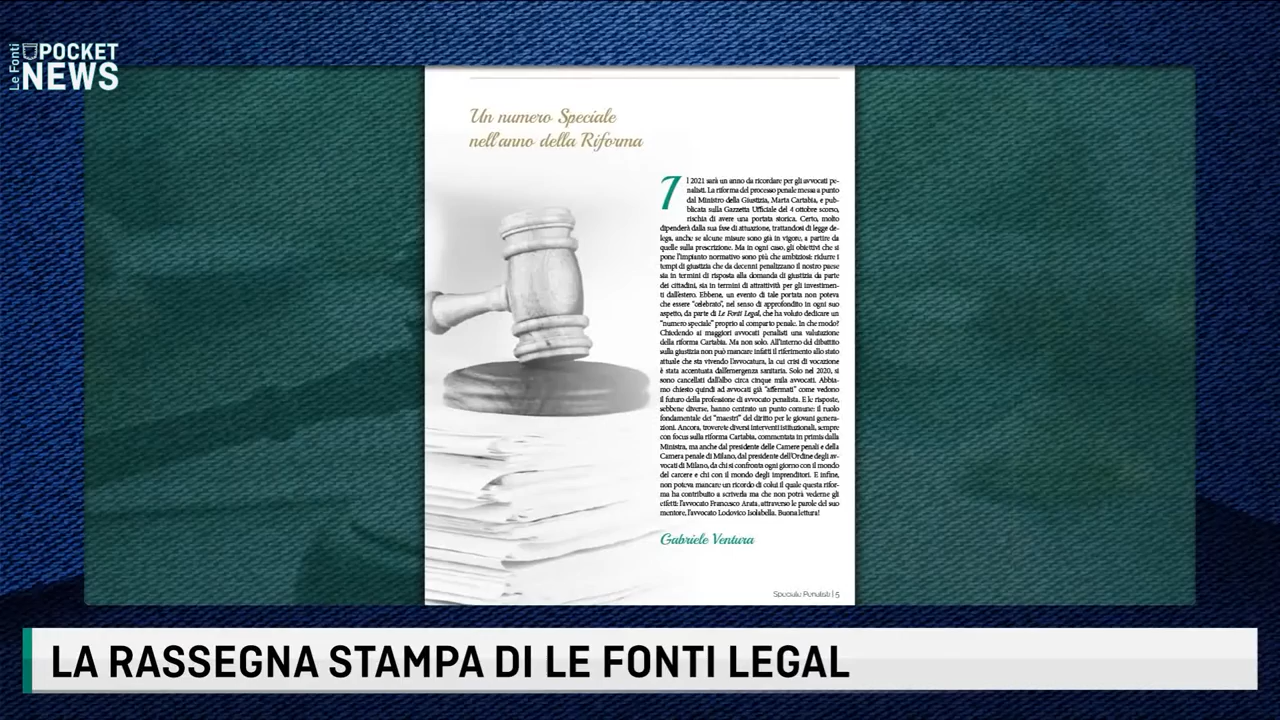 Le Fonti
POCKET
NEWS
Un numero Speciale
nell'anno della Riforma
Il 2021 sarà un anno da ricordare per gli avvocati pe-
nalisti. La riforma del processo penale messa a punto
dal Ministro della Giustizia, Marta Cartabia, e pub-
blicata sulla Gazzetta Ufficiale del 4 ottobre scorso,
rischia di avere una portata storica. Certo, molto
dipenderà dalla sua fase di attuazione, trattandosi di legge de-
lega, anche se alcune misure sono già in vigore, a partire da
quelle sulla prescrizione. Ma in ogni caso, gli obiettivi che si
pone l'impianto normativo sono più che ambiziosi: ridurre i
tempi di giustizia che da decenni penalizzano il nostro paese
sia in termini di risposta alla domanda di giustizia da parte
dei cittadini, sia in termini di attrattività per gli investimen-
ti dall'estero. Ebbene, un evento di tale portata non poteva
che essere "celebrato", nel senso di approfondito in ogni suo
aspetto, da parte di Le Fonti Legal, che ha voluto dedicare un
"numero speciale" proprio al comparto penale. In che modo?
Chiedendo ai maggiori avvocati penalisti una valutazione
della riforma Cartabia. Ma non solo. All'interno del dibattito
sulla giustizia non può mancare infatti il riferimento allo stato
attuale che sta vivendo l'avvocatura, la cui crisi di vocazione
è stata accentuata dall'emergenza sanitaria. Solo nel 2020, si
sono cancellati dall'albo circa cinque mila avvocati. Abbia-
mo chiesto quindi ad avvocati già "affermati" come vedono
il futuro della professione di avvocato penalista. E le risposte,
sebbene diverse, hanno centrato un punto comune: il ruolo
fondamentale dei "maestri" del diritto per le giovani genera-
zioni. Ancora, troverete diversi interventi istituzionali, sempre
con focus sulla riforma Cartabia, commentata in primis dalla
Ministra, ma anche dal presidente delle Camere penali e della
Camera penale di Milano, dal presidente dell'Ordine degli av-
vocati di Milano, da chi si confronta ogni giorno con il mondo
del carcere e chi con il mondo degli imprenditori. E infine,
non poteva mancare un ricordo di colui il quale questa rifor-
ma ha contribuito a scriverla ma che non potrà vederne gli
effetti: l'avvocato Francesco Arata, attraverso le parole del suo
mentore, l'avvocato Lodovico Isolabella. Buona lettura!
Gabriele Ventura
Speciale Penalisti | 5
LA RASSEGNA STAMPA DI LE FONTI LEGAL